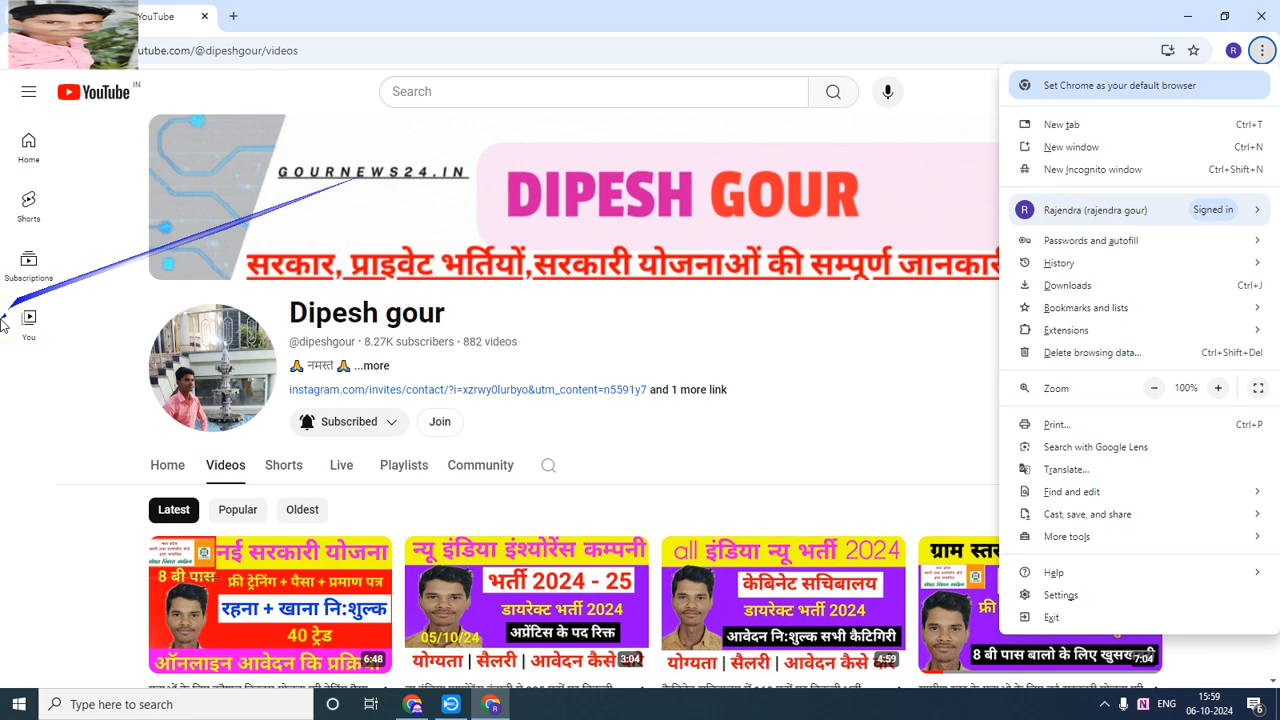 YouTube
utube.com/@dipeshgour/videos
R
YouTube IN
Search
Home
Shorts
Subscriptions
You
GOURNEWS24.IN
DIPESH GOUR
सरकार, प्राइवेट भर्तियों,सरकारी योजनाओं की सम्पूर्ण जानकारी
Dipesh gour
@dipeshgour · 8.27K subscribers · 882 videos
🙏 नमस्ते 🙏 ...more
instagram.com/invites/contact/?i=xzrwy0lurbyo&utm_content=n5591y7 and 1 more link
Subscribed
Join
Home Videos Shorts Live Playlists Community
Latest Popular Oldest
नई सरकारी योजना
8 बी पास फ्री ट्रेनिंग + पैसा + प्रमाण पत्र
रहना + खाना नि:शुल्क
40 ट्रेड
ऑनलाइन आवेदन कि
6:48
न्यू इंडिया इंश्योरेंस कम्पनी
भर्ती 2024 - 25
डायरेक्ट भर्ती 2024
05/10/24 अप्रेंटिस के पद रिक्त
योग्यता | सैलरी | आवेदन कैसे
3:04
all इंडिया न्यू भर्ती 2024
केबिनेट सचिबालय
डायरेक्ट भर्ती 2024
आवेदन नि:शुल्क सभी कैटिगिरी
योग्यता | सैलरी | आवेदन कैसे
4:59
ग्राम स्तर
फ्री
8 बी पास बालो के लिए
7:04
Set Chrome as your default browser
New tab Ctrl+T
New window Ctrl+N
New Incognito window Ctrl+Shift+N
R Rajendra (rajendra gour) Signed in
Passwords and autofill
History
Downloads Ctrl+J
Bookmarks and lists
Extensions
Delete browsing data... Ctrl+Shift+Del
Zoom − 100% +
Print... Ctrl+P
Search with Google Lens
Translate...
Find and edit
Cast, save, and share
More tools
Help
Settings
Exit
Type here to search
15:59
06-10-2024
6